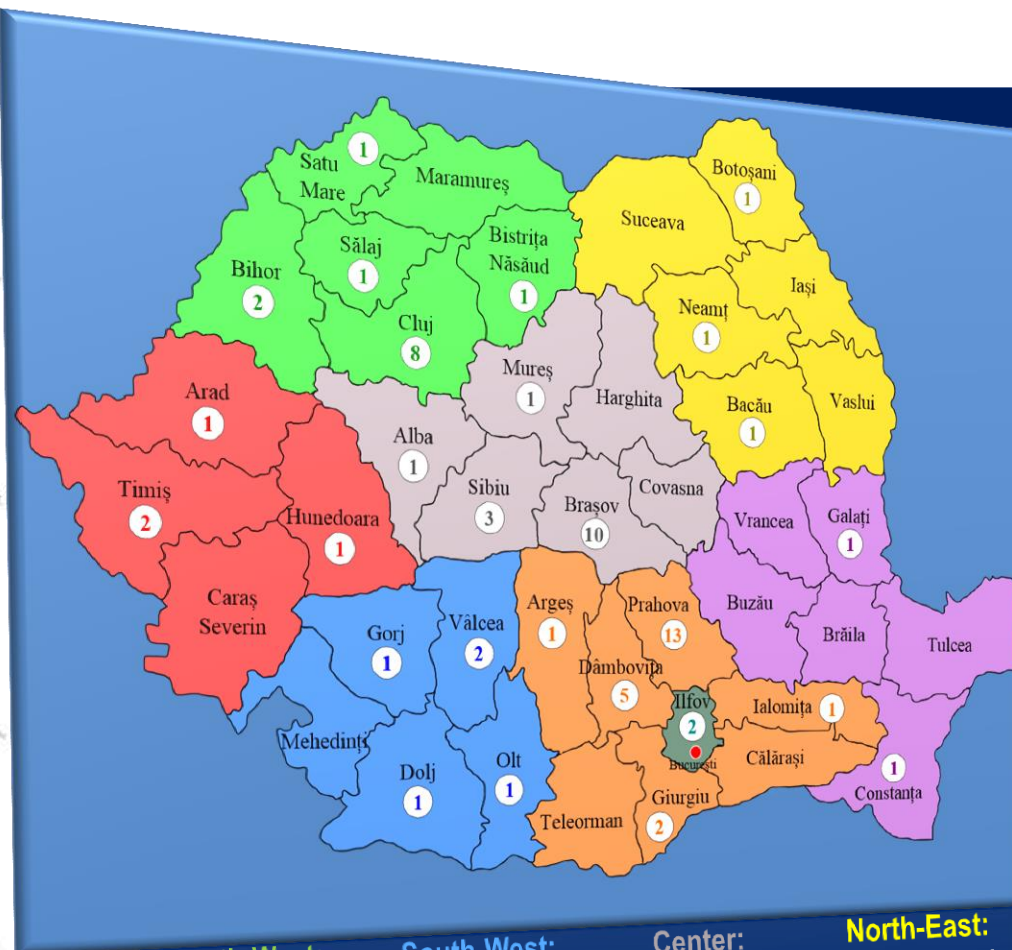 Satu
Mare
1
Maramureș
Botoșani
1
Suceava
Sălaj
1
Bistrița
Năsăud
1
Bihor
2
Iași
Neamț
1
Cluj
8
Mureș
1
Harghita
Arad
1
Bacău
1
Vaslui
Alba
1
Sibiu
3
Brașov
10
Covasna
Timiș
2
Hunedoara
1
Vrancea
Galați
1
Caraș
Severin
Gorj
1
Vâlcea
2
Argeș
1
Prahova
13
Buzău
Brăila
Tulcea
Dâmbovița
5
Ilfov
2
București
Ialomița
1
Călărași
Mehedinți
Dolj
1
Olt
1
Teleorman
Giurgiu
2
1
Constanța
South-West:
Center:
North-East: